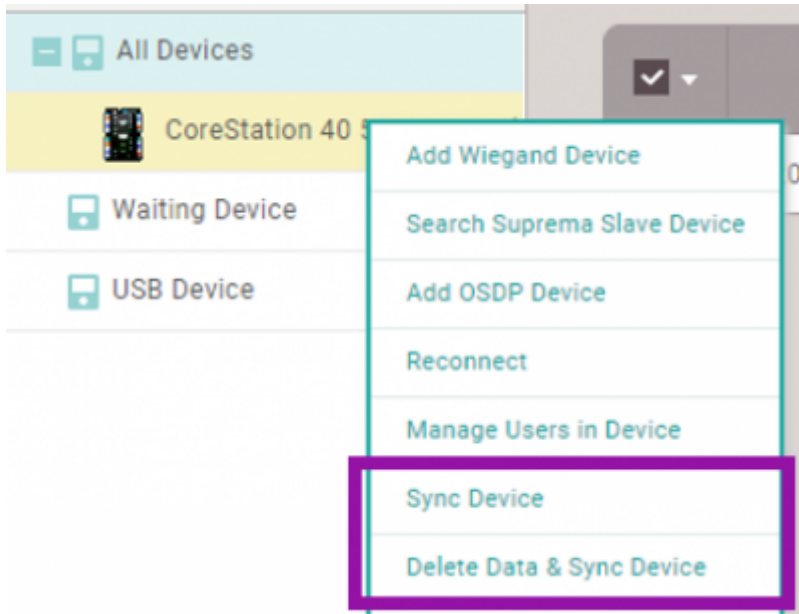 All Devices
CoreStation 40
Add Wiegand Device
Waiting Device
Search Suprema Slave Device
USB Device
Add OSDP Device
Reconnect
Manage Users in Device
Sync Device
Delete Data & Sync Device